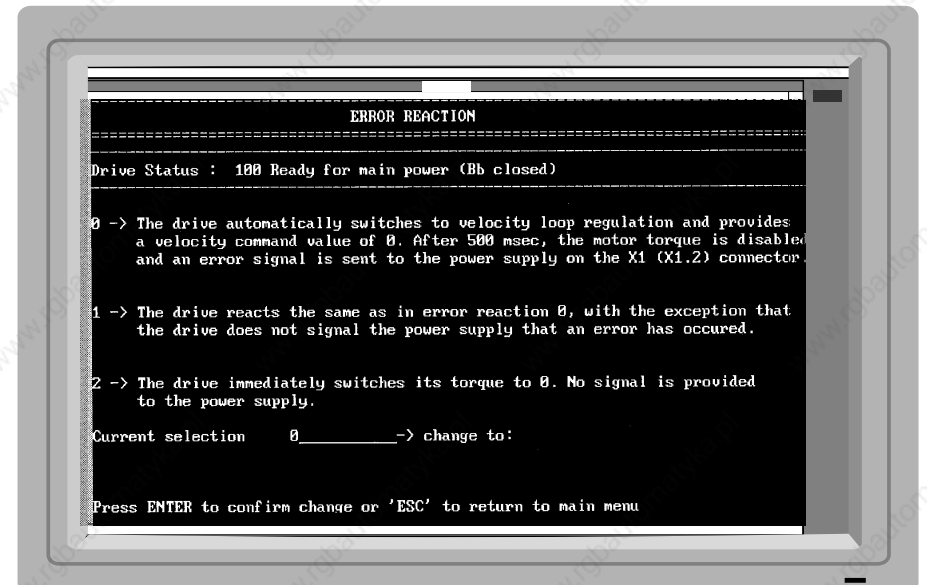 ERROR REACTION
Drive Status :  100 Ready for main power (Bb closed)
0 -> The drive automatically switches to velocity loop regulation and provides
a velocity command value of 0. After 500 msec, the motor torque is disabled
and an error signal is sent to the power supply on the X1 (X1.2) connector.
1 -> The drive reacts the same as in error reaction 0, with the exception that
the drive does not signal the power supply that an error has occured.
2 -> The drive immediately switches its torque to 0. No signal is provided
to the power supply.
Current selection     0___________-> change to:
Press ENTER to confirm change or 'ESC' to return to main menu